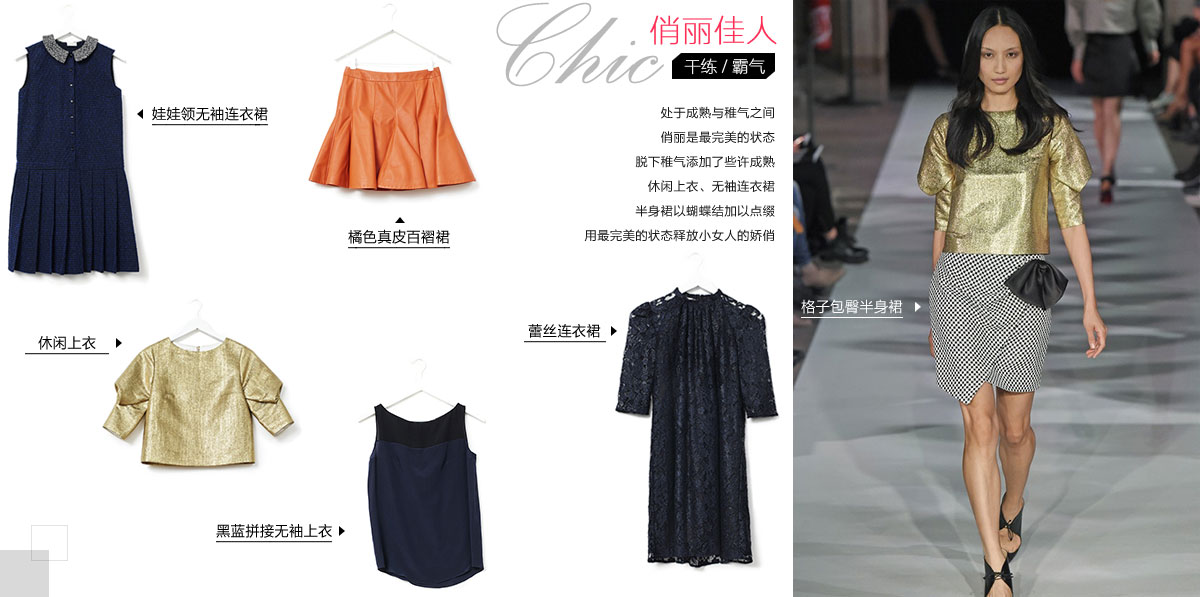 Chic
俏丽佳人
干练 / 霸气
娃娃领无袖连衣裙
处于成熟与稚气之间
俏丽是最完美的状态
脱下稚气添加了些许成熟
休闲上衣、无袖连衣裙
半身裙以蝴蝶结加以点缀
用最完美的状态释放小女人的娇俏
橘色真皮百褶裙
格子包臀半身裙
蕾丝连衣裙
休闲上衣
黑蓝拼接无袖上衣